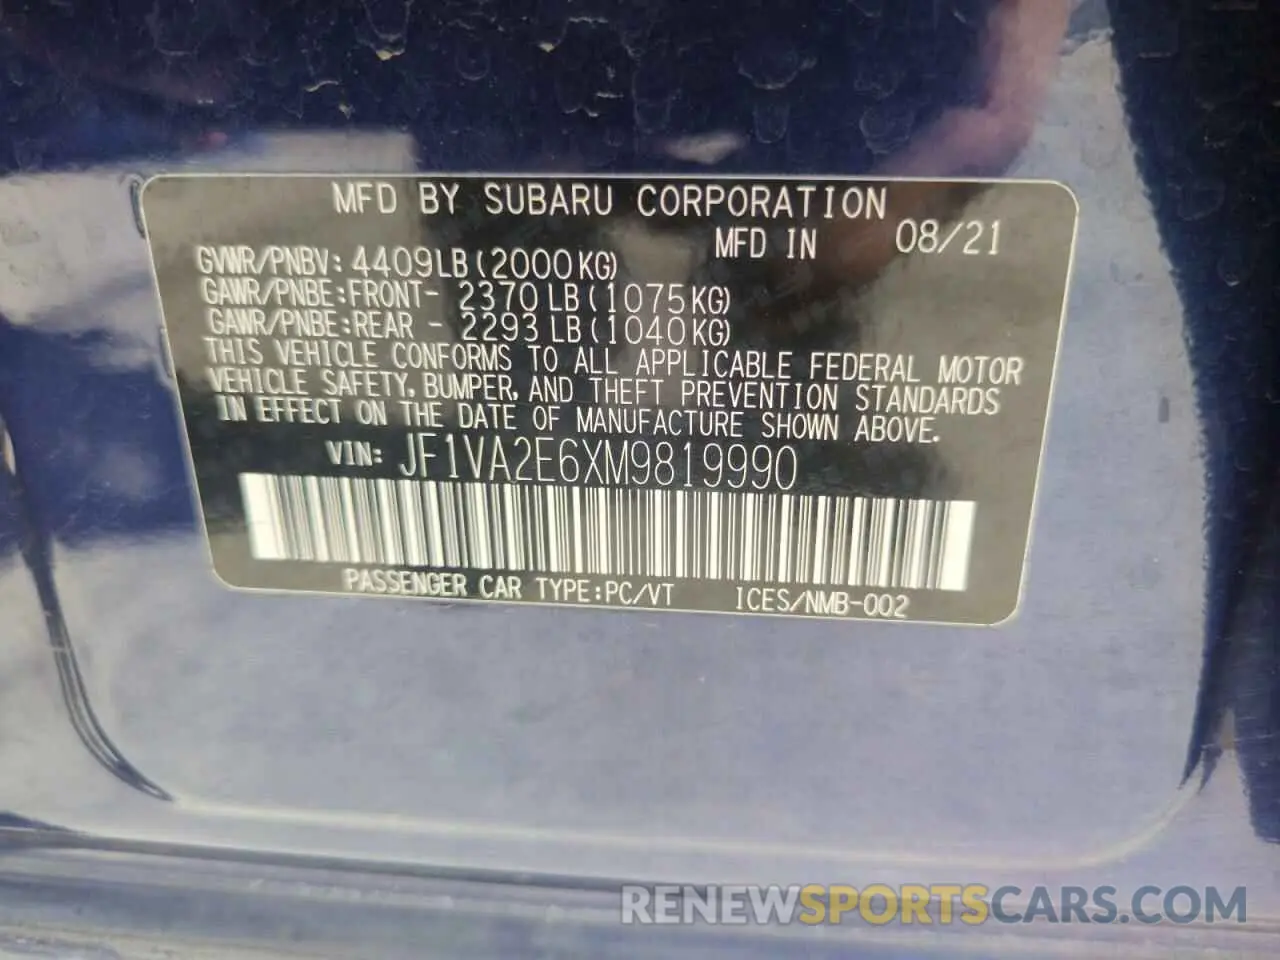 MFD BY SUBARU CORPORATION
MFD IN 08/21
GVWR/PNBV: 4409LB(2000KG)
GAWR/PNBE:FRONT- 2370LB(1075KG)
GAWR/PNBE:REAR - 2293LB(1040KG)
THIS VEHICLE CONFORMS TO ALL APPLICABLE FEDERAL MOTOR
VEHICLE SAFETY, BUMPER, AND THEFT PREVENTION STANDARDS
IN EFFECT ON THE DATE OF MANUFACTURE SHOWN ABOVE.
VIN: JF1VA2E6XM9819990
PASSENGER CAR TYPE:PC/VT ICES/NMB-002
RENEWSPORTSCARS.COM